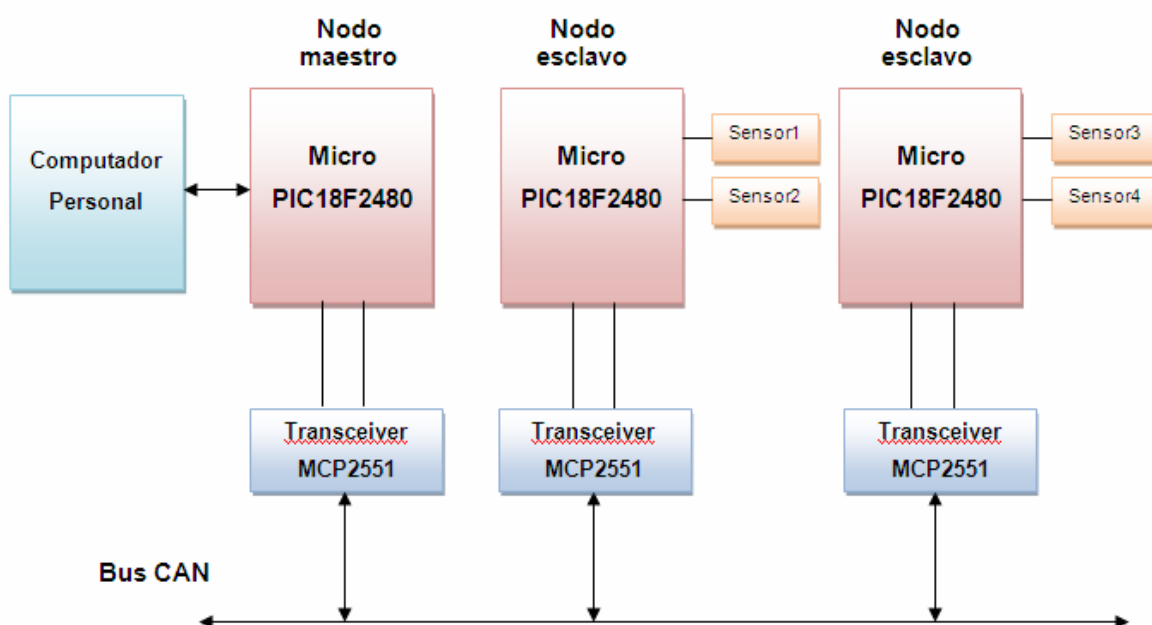 Nodo
maestro
Nodo
esclavo
Nodo
esclavo
Computador
Personal
Micro
PIC18F2480
Micro
PIC18F2480
Sensor1
Sensor2
Micro
PIC18F2480
Sensor3
Sensor4
Transceiver
MCP2551
Transceiver
MCP2551
Transceiver
MCP2551
Bus CAN